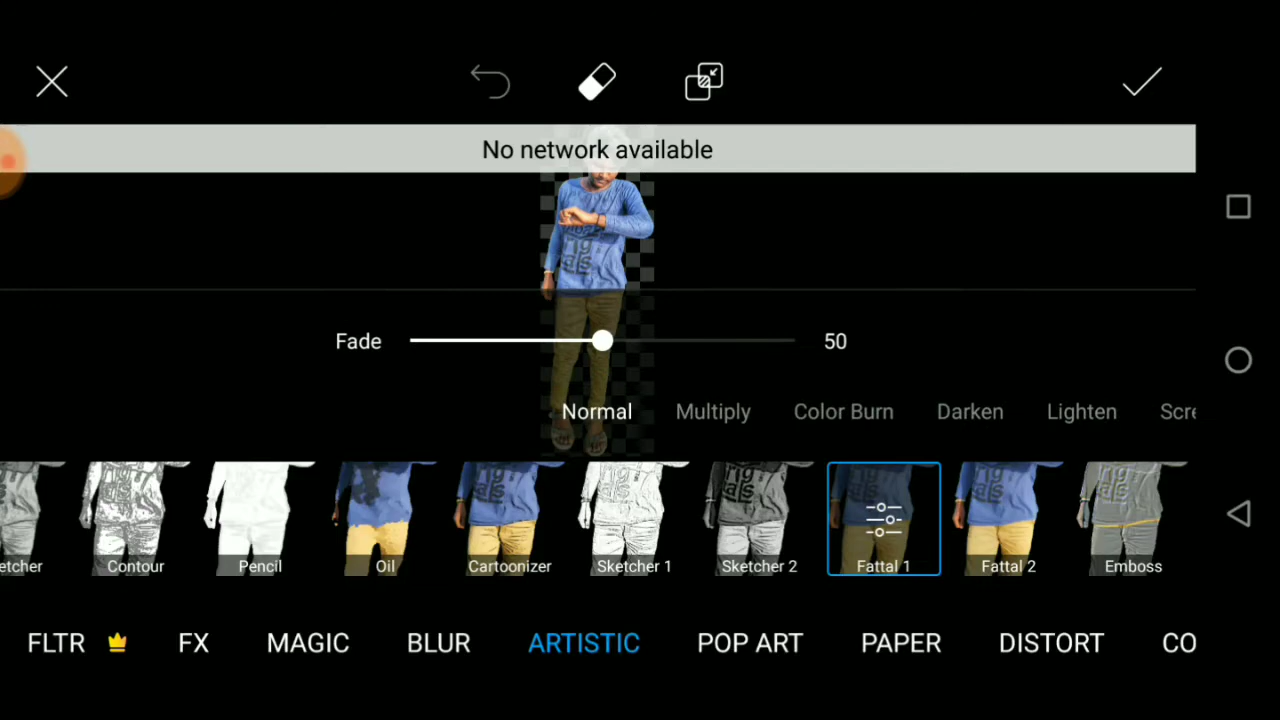 No network available
Fade 50
Normal Multiply Color Burn Darken Lighten Scre
etcher Contour Pencil Oil Cartoonizer Sketcher 1 Sketcher 2 Fattal 1 Fattal 2 Emboss
FLTR FX MAGIC BLUR ARTISTIC POP ART PAPER DISTORT CO